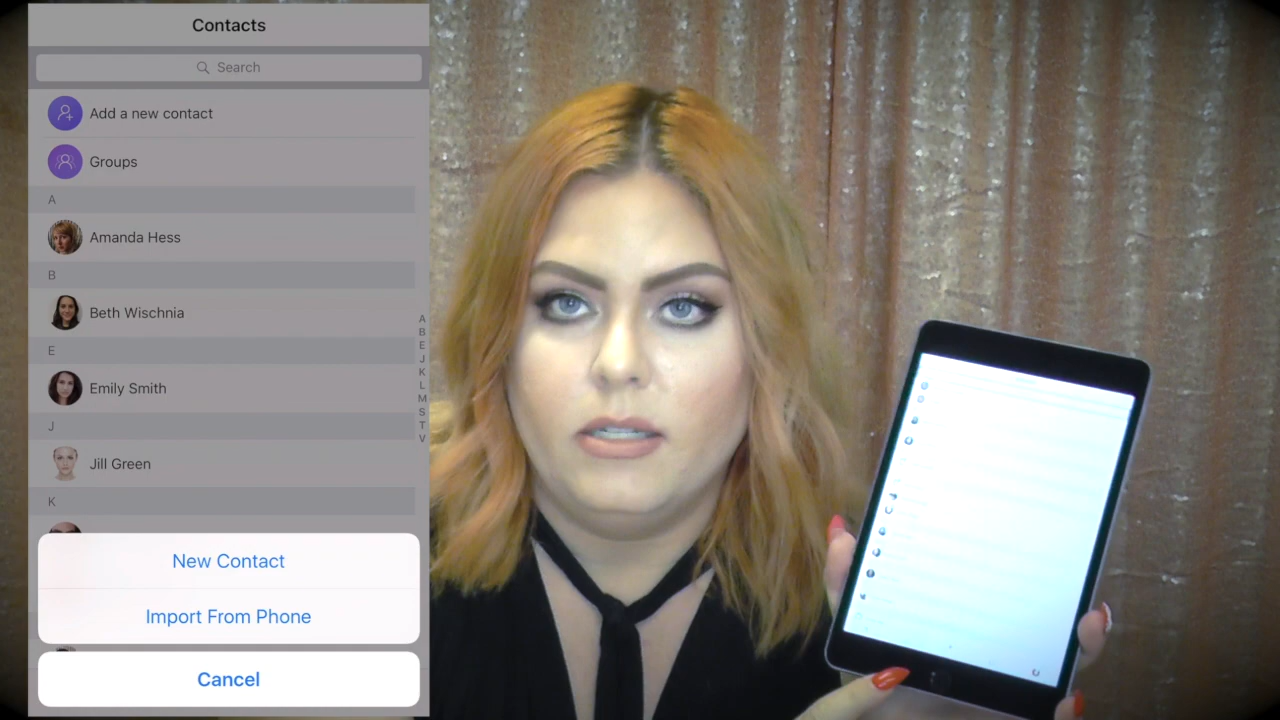 Contacts
Search
Add a new contact
Groups
A
Amanda Hess
B
Beth Wischnia
E
Emily Smith
J
Jill Green
K
A
B
E
J
K
L
M
S
T
V
New Contact
Import From Phone
Cancel